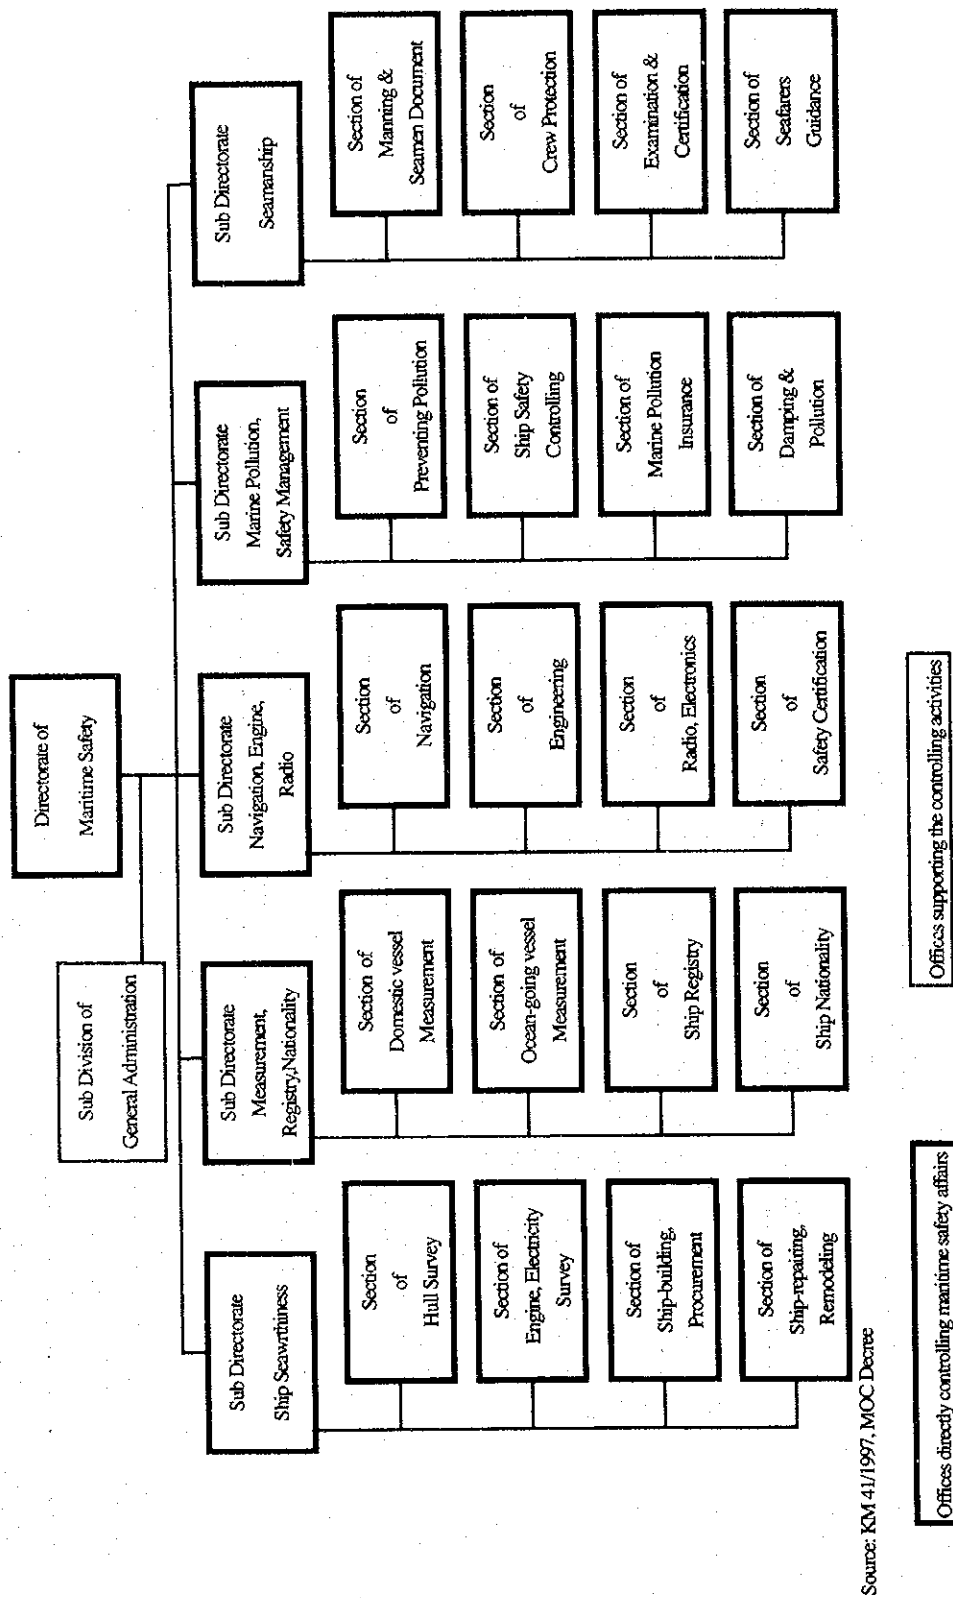 Directorate of
Maritime Safety
Sub Division of
General Administration
Sub Directorate
Ship Seawrthiness
Section
of
Hull Survey
Section of
Engine, Electricity
Survey
Section of
Ship-building,
Procurement
Section of
Ship-repairing,
Remodeling
Sub Directorate
Measurement,
Registry,Nationality
Section of
Domestic vessel
Measurement
Section of
Ocean-going vessel
Measurement
Section
of
Ship Registry
Section
of
Ship Nationality
Sub Directorate
Navigation, Engine,
Radio
Section
of
Navigation
Section
of
Engineering
Section
of
Radio, Electronics
Section
of
Safety Certification
Sub Directorate
Marine Pollution,
Safety Management
Section
of
Preventing Pollution
Section of
Ship Safety
Controlling
Section of
Marine Pollution
Insurance
Section of
Damping &
Pollution
Sub Directorate
Seamanship
Section of
Manning &
Seamen Document
Section
of
Crew Protection
Section of
Examination &
Certification
Section of
Seafarers
Guidance
Source: KM 41/1997, MOC Decree
Offices directly controlling maritime safety affairs
Offices supporting the controlling activities